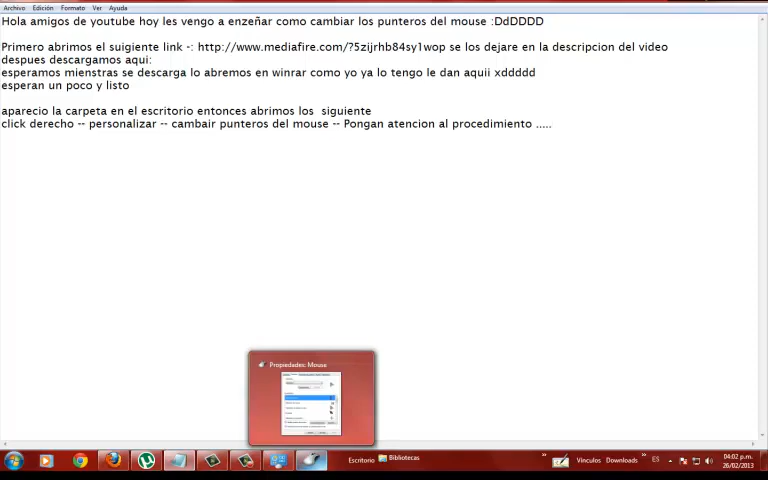 Archivo Edición Formato Ver Ayuda
Hola amigos de youtube hoy les vengo a enzeñar como cambiar los punteros del mouse :DdDDDD
Primero abrimos el suigiente link -: http://www.mediafire.com/?5zijrhb84sy1wop se los dejare en la descripcion del video
despues descargamos aqui:
esperamos mienstras se descarga lo abremos en winrar como yo ya lo tengo le dan aquii xddddd
esperan un poco y listo
aparecio la carpeta en el escritorio entonces abrimos los  siguiente
click derecho -- personalizar -- cambair punteros del mouse -- Pongan atencion al procedimiento .....
Propiedades: Mouse
Escritorio Bibliotecas » Vínculos Downloads » ES 04:02 p.m.
26/02/2013